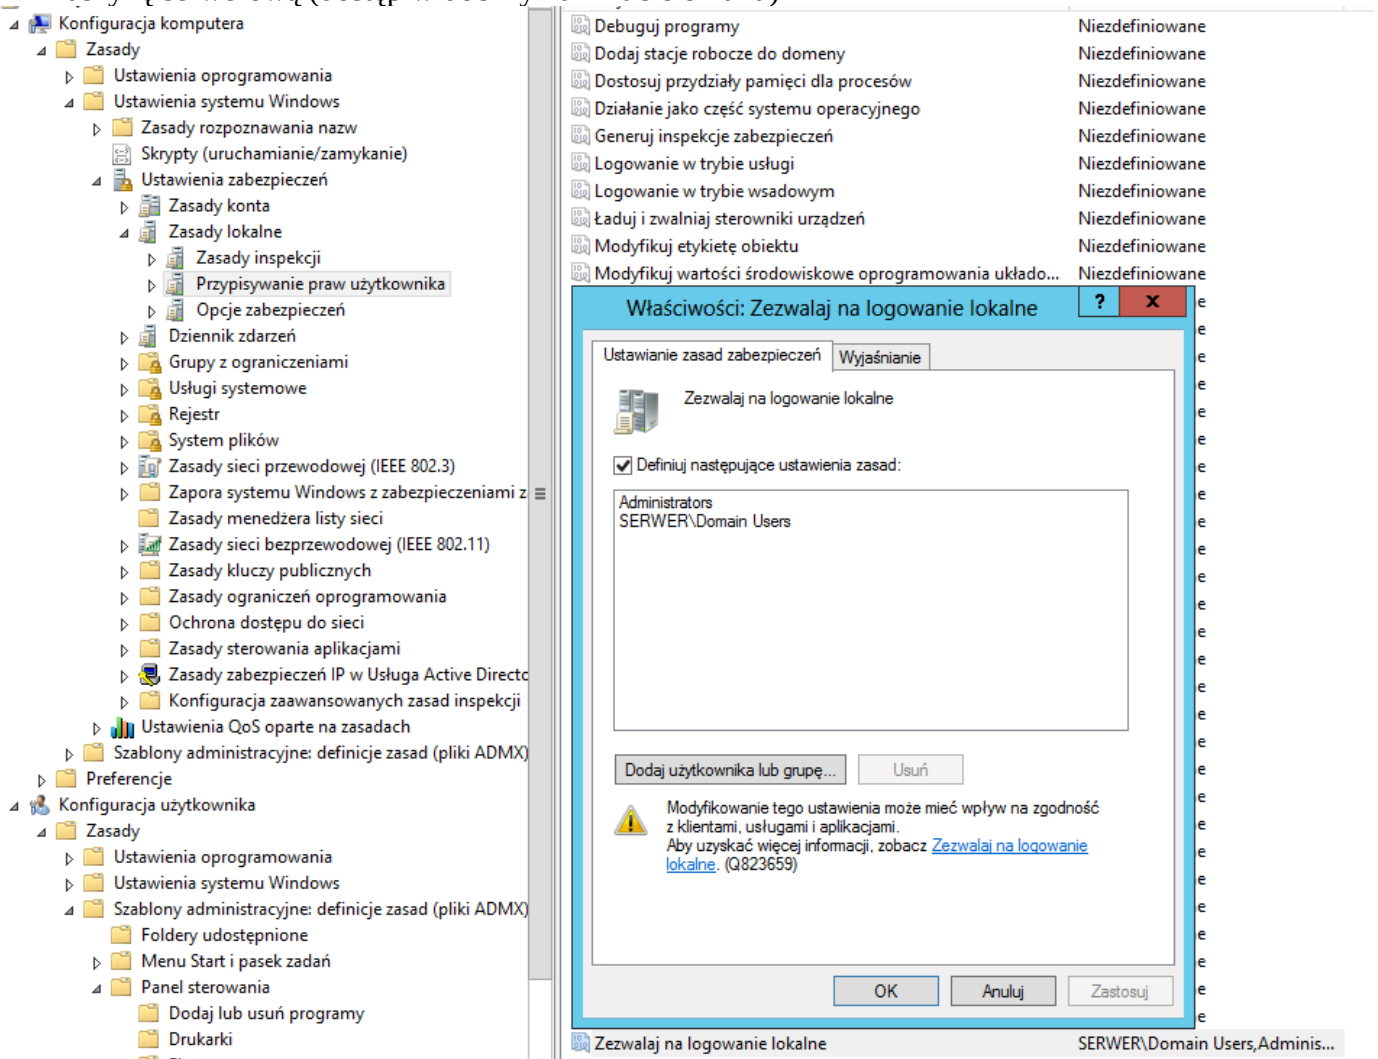 Konfiguracja komputera
Zasady
Ustawienia oprogramowania
Ustawienia systemu Windows
Zasady rozpoznawania nazw
Skrypty (uruchamianie/zamykanie)
Ustawienia zabezpieczeń
Zasady konta
Zasady lokalne
Zasady inspekcji
Przypisywanie praw użytkownika
Opcje zabezpieczeń
Dziennik zdarzeń
Grupy z ograniczeniami
Usługi systemowe
Rejestr
System plików
Zasady sieci przewodowej (IEEE 802.3)
Zapora systemu Windows z zabezpieczeniami z
Zasady menedżera listy sieci
Zasady sieci bezprzewodowej (IEEE 802.11)
Zasady kluczy publicznych
Zasady ograniczeń oprogramowania
Ochrona dostępu do sieci
Zasady sterowania aplikacjami
Zasady zabezpieczeń IP w Usługa Active Directo
Konfiguracja zaawansowanych zasad inspekcji
Ustawienia QoS oparte na zasadach
Szablony administracyjne: definicje zasad (pliki ADMX)
Preferencje
Konfiguracja użytkownika
Zasady
Ustawienia oprogramowania
Ustawienia systemu Windows
Szablony administracyjne: definicje zasad (pliki ADMX)
Foldery udostępnione
Menu Start i pasek zadań
Panel sterowania
Dodaj lub usuń programy
Drukarki
Debuguj programy Niezdefiniowane
Dodaj stacje robocze do domeny Niezdefiniowane
Dostosuj przydziały pamięci dla procesów Niezdefiniowane
Działanie jako część systemu operacyjnego Niezdefiniowane
Generuj inspekcje zabezpieczeń Niezdefiniowane
Logowanie w trybie usługi Niezdefiniowane
Logowanie w trybie wsadowym Niezdefiniowane
Ładuj i zwalniaj sterowniki urządzeń Niezdefiniowane
Modyfikuj etykietę obiektu Niezdefiniowane
Modyfikuj wartości środowiskowe oprogramowania układo... Niezdefiniowane
Właściwości: Zezwalaj na logowanie lokalne ? x
Ustawianie zasad zabezpieczeń Wyjaśnianie
Zezwalaj na logowanie lokalne
Definiuj następujące ustawienia zasad:
Administrators
SERWER\Domain Users
Dodaj użytkownika lub grupę... Usuń
Modyfikowanie tego ustawienia może mieć wpływ na zgodność
z klientami, usługami i aplikacjami.
Aby uzyskać więcej informacji, zobacz Zezwalaj na logowanie
lokalne. (Q823659)
OK Anuluj Zastosuj
Zezwalaj na logowanie lokalne SERWER\Domain Users,Adminis...